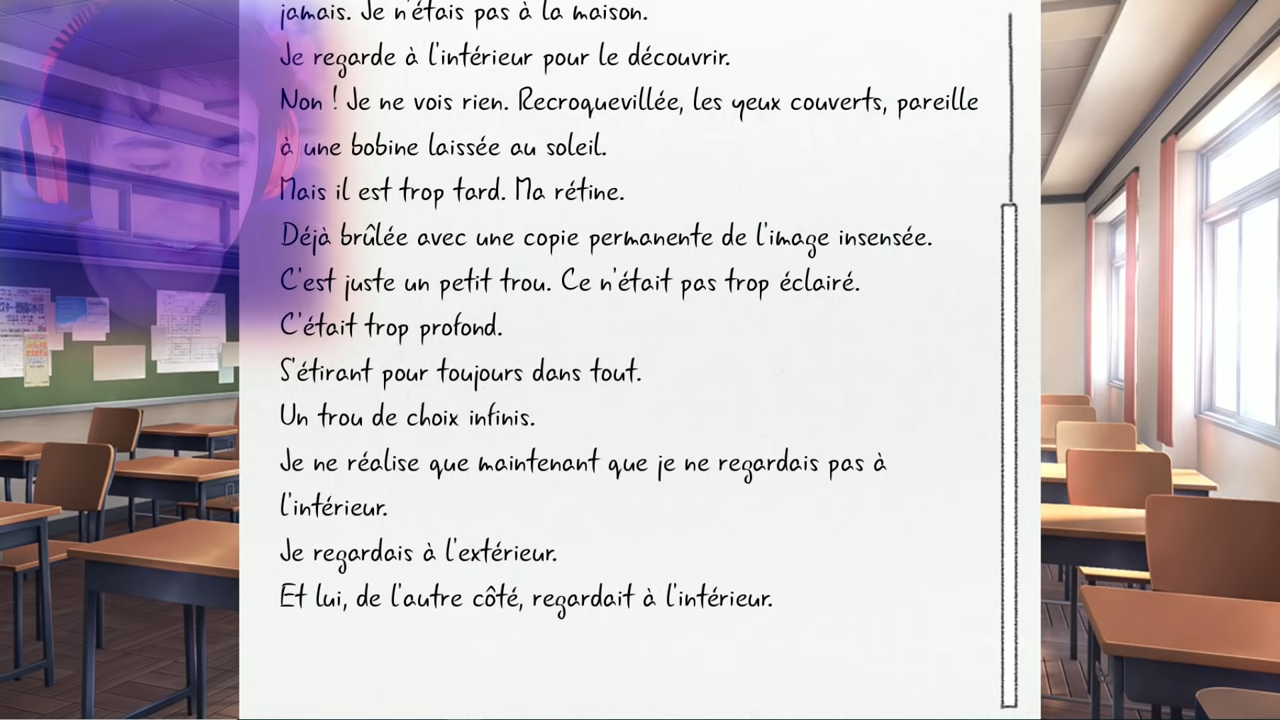 jamais. Je n'étais pas à la maison.
Je regarde à l'intérieur pour le découvrir.
Non ! Je ne vois rien. Recroquevillée, les yeux couverts, pareille
à une bobine laissée au soleil.
Mais il est trop tard. Ma rétine.
Déjà brûlée avec une copie permanente de l'image insensée.
C'est juste un petit trou. Ce n'était pas trop éclairé.
C'était trop profond.
S'étirant pour toujours dans tout.
Un trou de choix infinis.
Je ne réalise que maintenant que je ne regardais pas à
l'intérieur.
Je regardais à l'extérieur.
Et lui, de l'autre côté, regardait à l'intérieur.